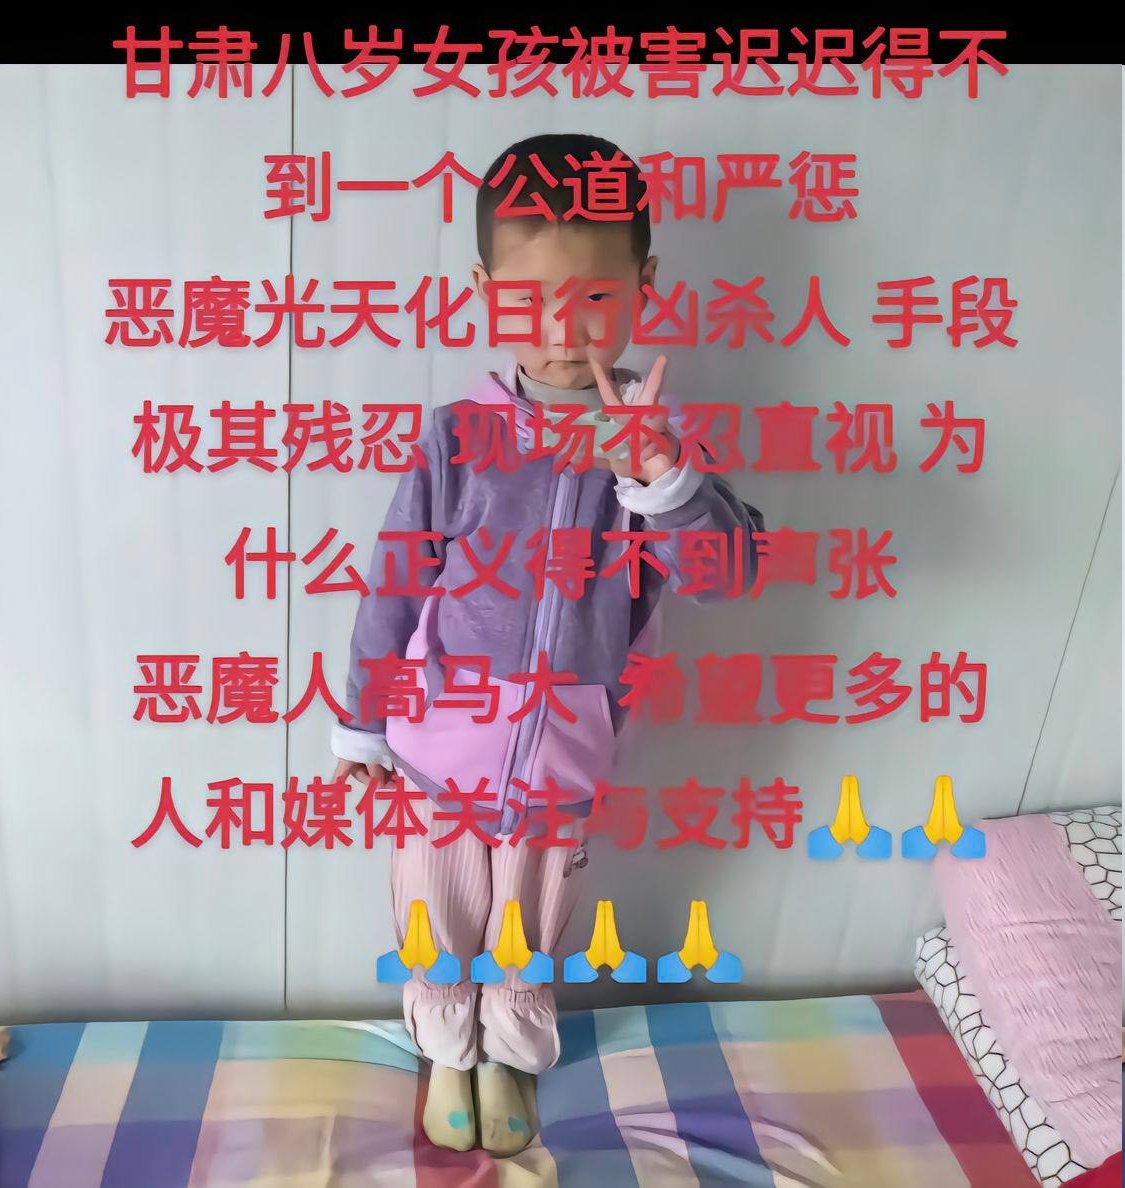 甘肃八岁女孩被害迟迟得不
到一个公道和严惩
恶魔光天化日行凶杀人 手段
极其残忍 现场不忍直视 为
什么正义得不到声张
恶魔人高马大 希望更多的
人和媒体关注与支持🙏🙏
🙏🙏🙏🙏